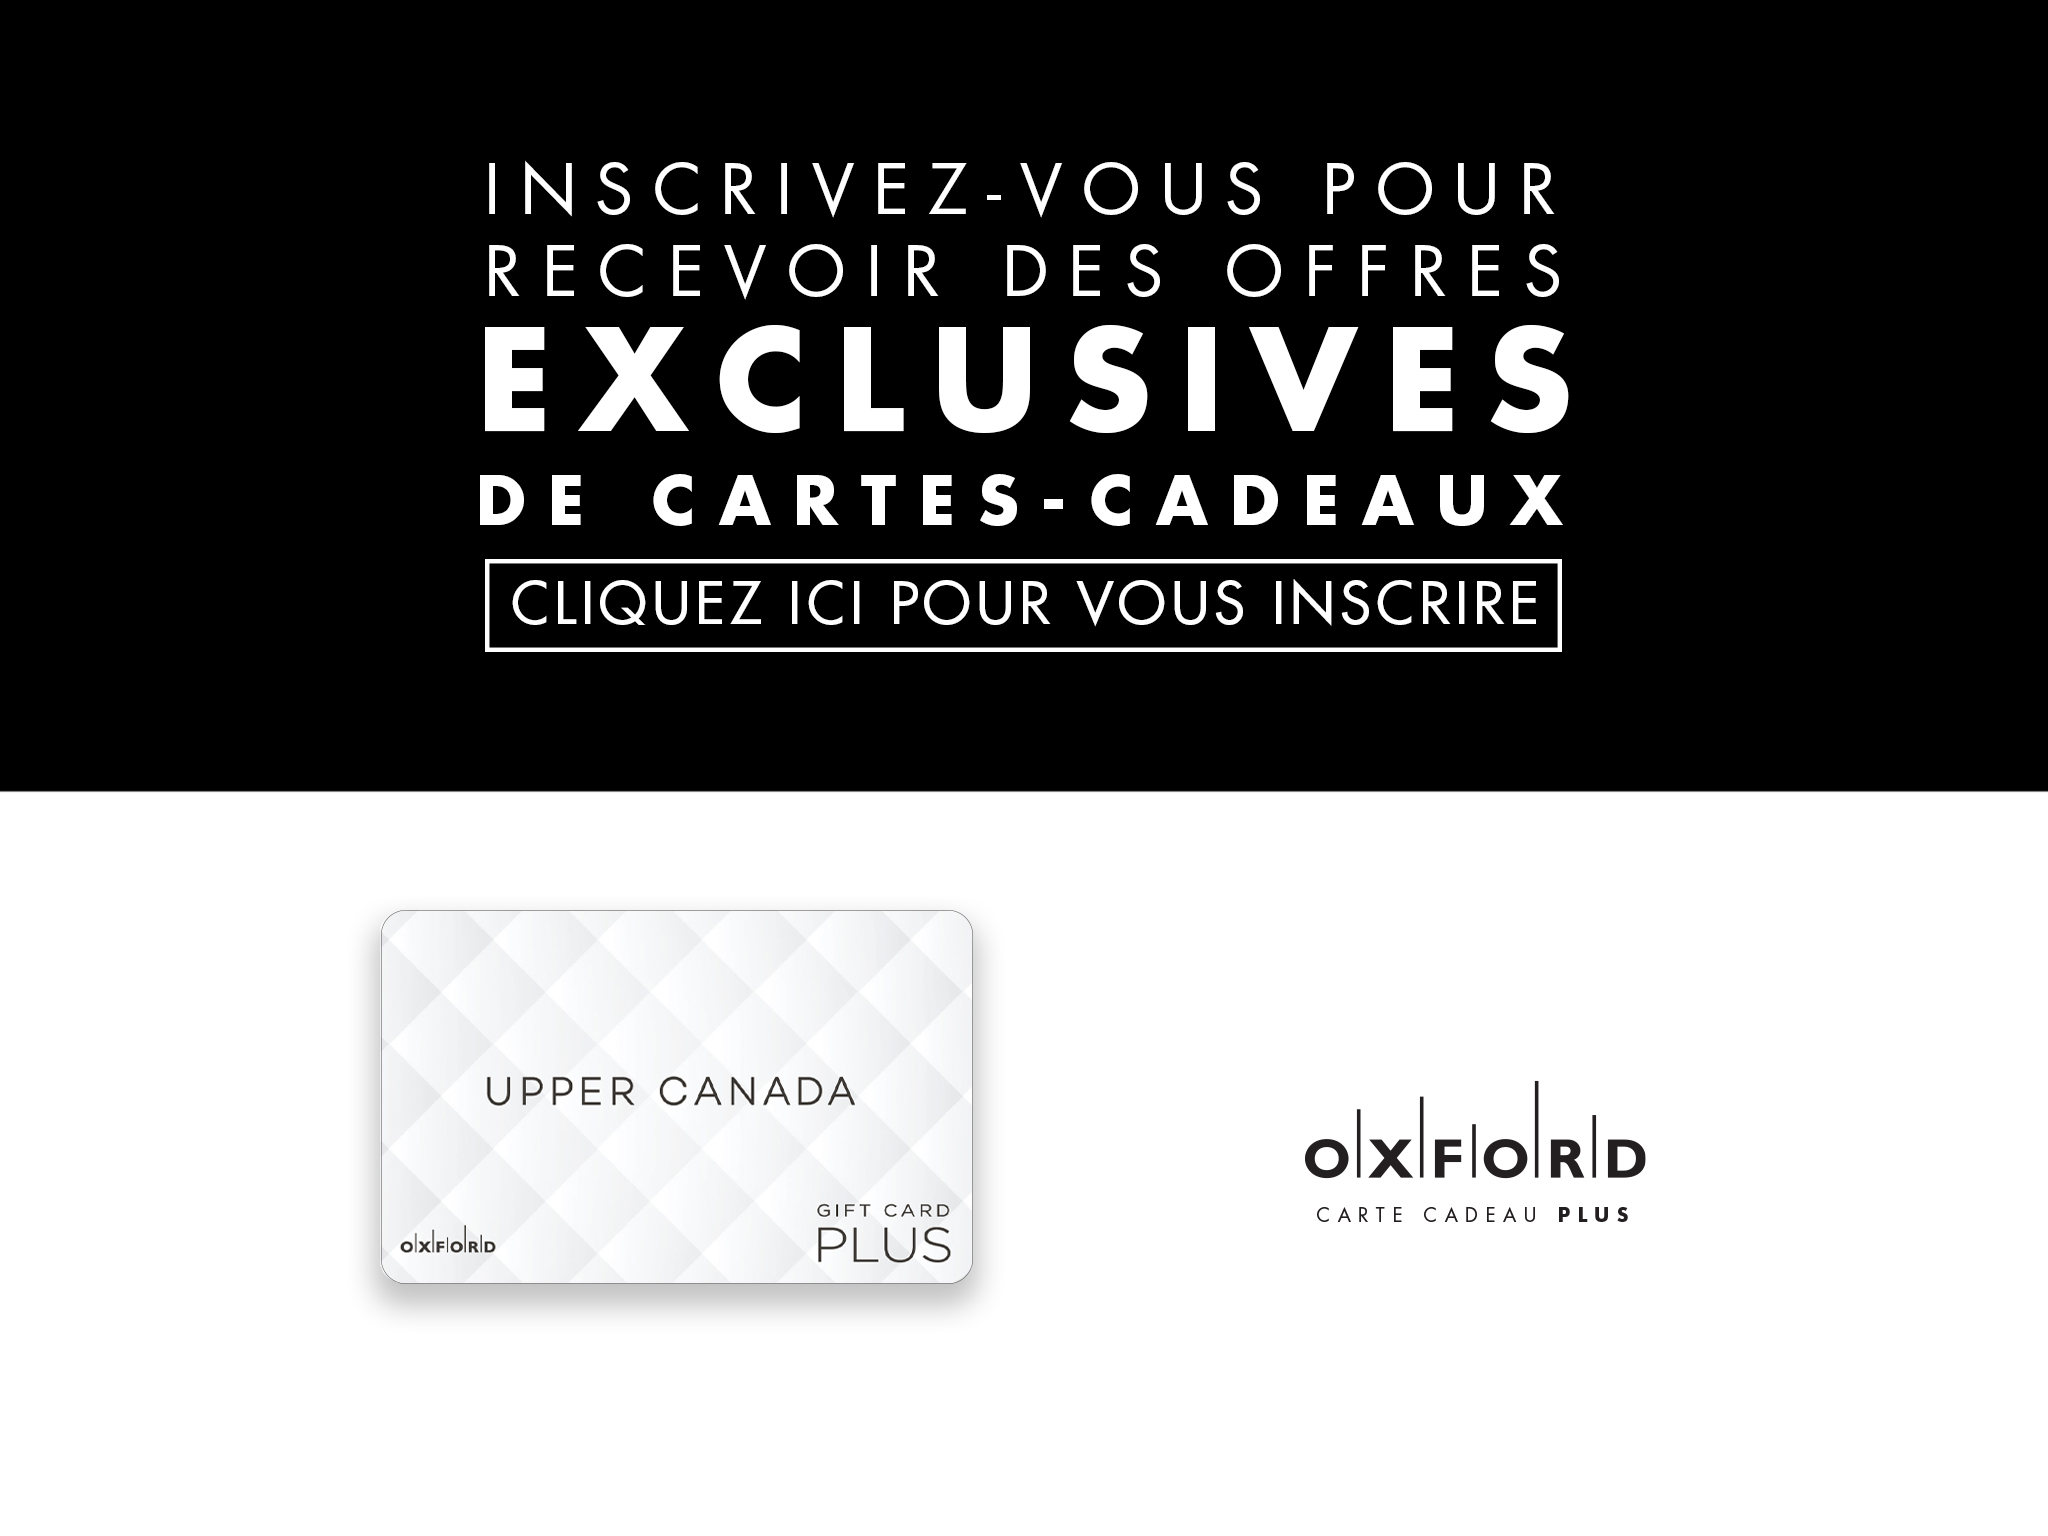 INSCRIVEZ-VOUS POUR
RECEVOIR DES OFFRES
EXCLUSIVES
DE CARTES-CADEAUX
CLIQUEZ ICI POUR VOUS INSCRIRE
UPPER CANADA
GIFT CARD
PLUS
OXFORD
OXFORD
CARTE CADEAU PLUS